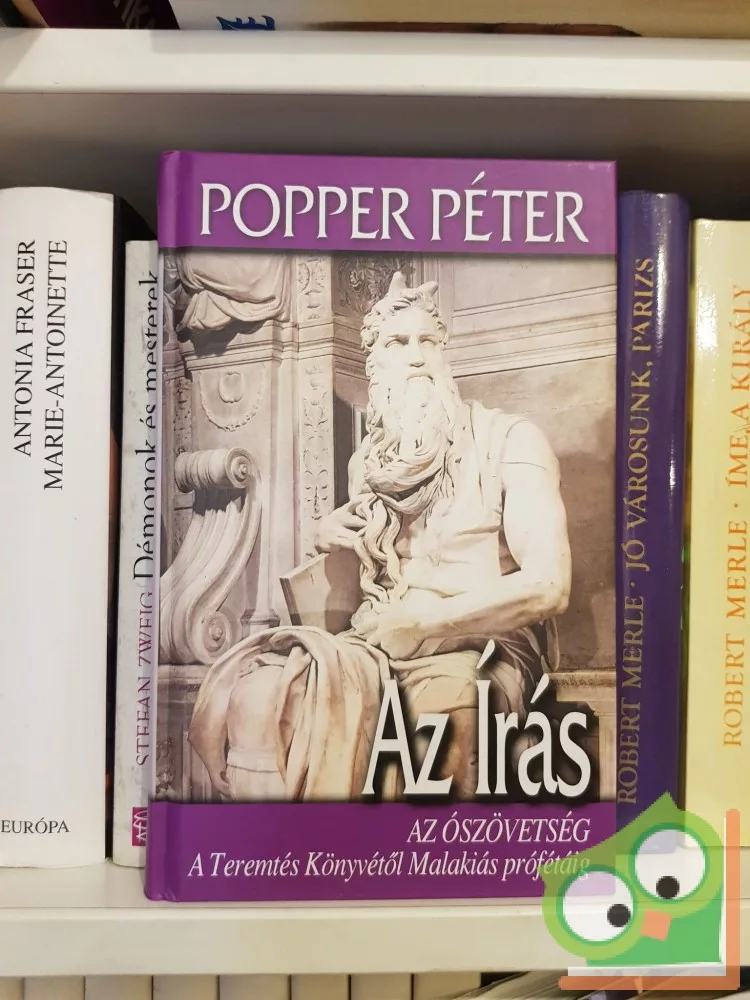 POPPER PÉTER
Az Írás
AZ ÓSZÖVETSÉG
A Teremtés Könyvétől Malakiás prófétáig
ANTONIA FRASER
MARIE-ANTOINETTE
EURÓPA
STEFAN ZWEIG Démonok és mesterek
ROBERT MERLE · JÓ VÁROSUNK, PÁRIZS
ROBERT MERLE · ÍME A KIRÁLY